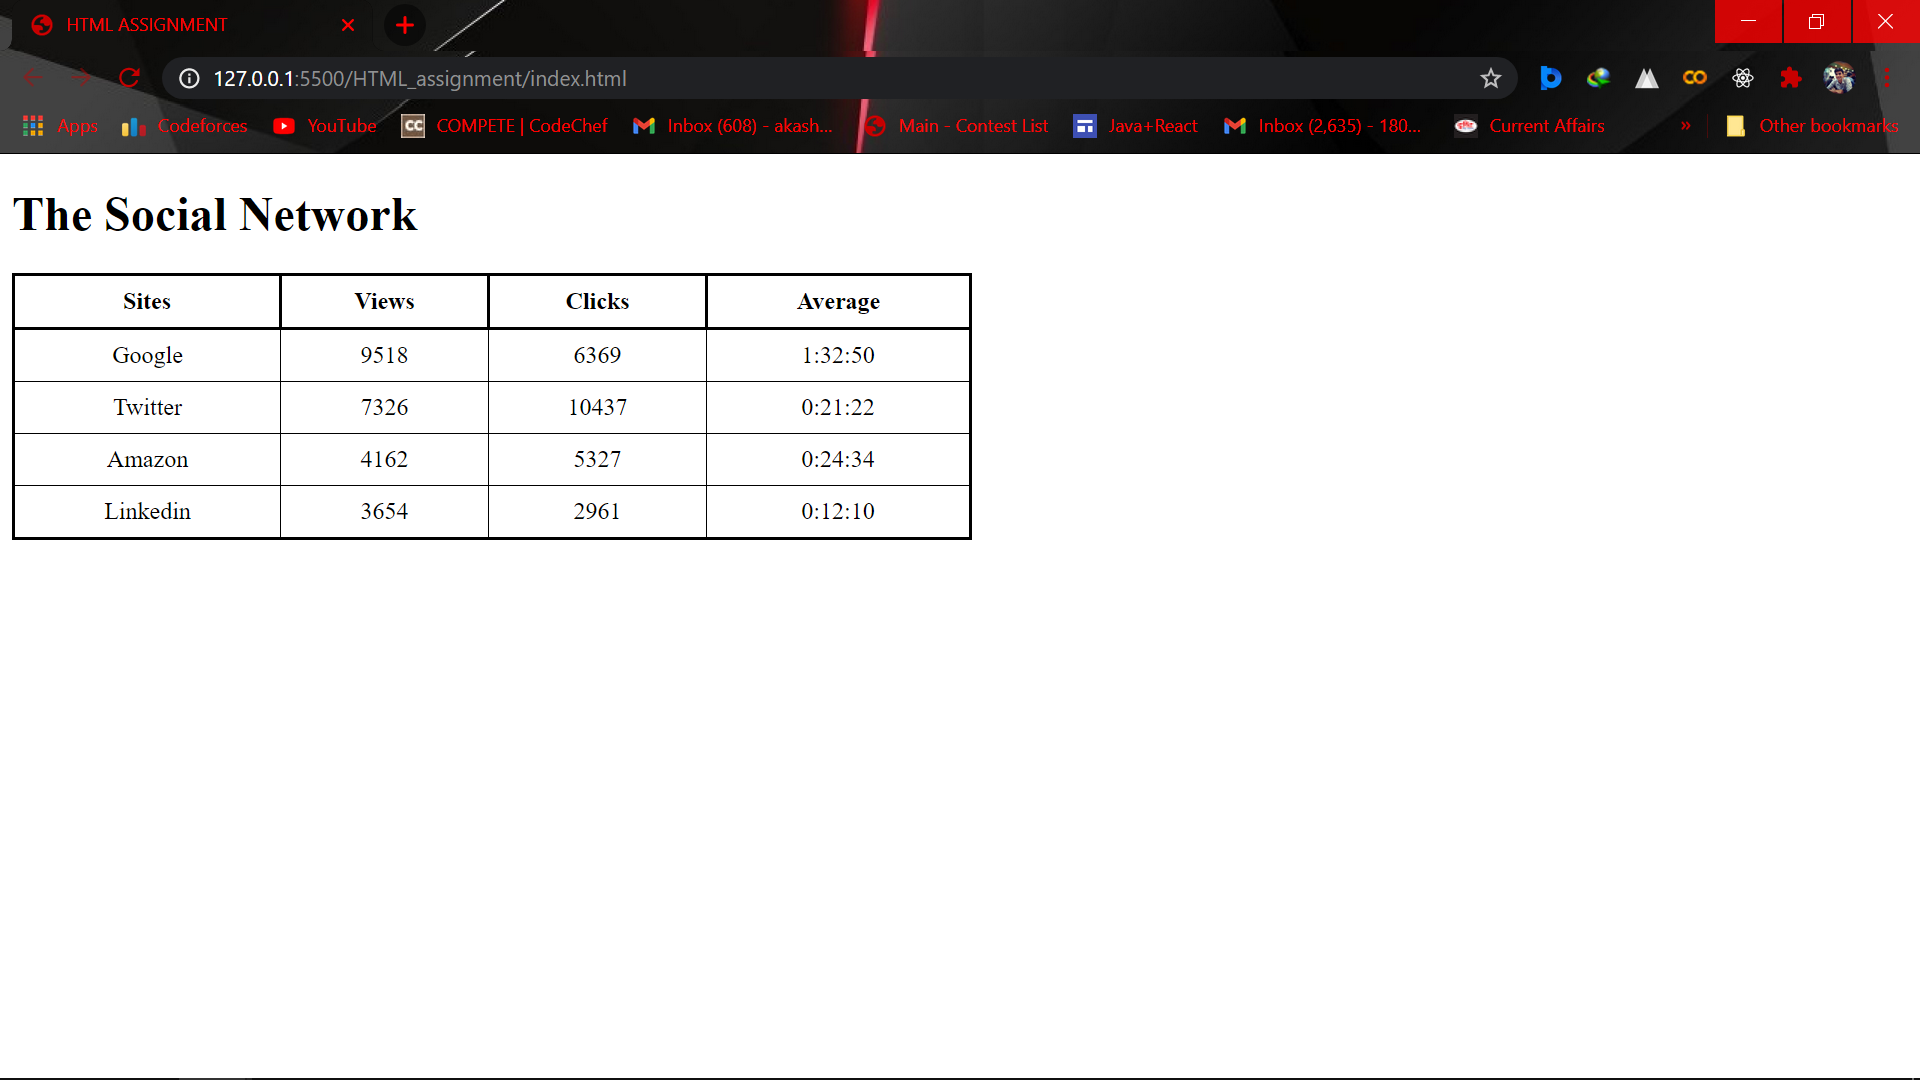 HTML ASSIGNMENT
127.0.0.1:5500/HTML_assignment/index.html
Apps Codeforces YouTube CC COMPETE | CodeChef Inbox (608) - akash... Main - Contest List Java+React Inbox (2,635) - 180... Current Affairs » Other bookmarks
The Social Network
Sites Views Clicks Average
Google 9518 6369 1:32:50
Twitter 7326 10437 0:21:22
Amazon 4162 5327 0:24:34
Linkedin 3654 2961 0:12:10